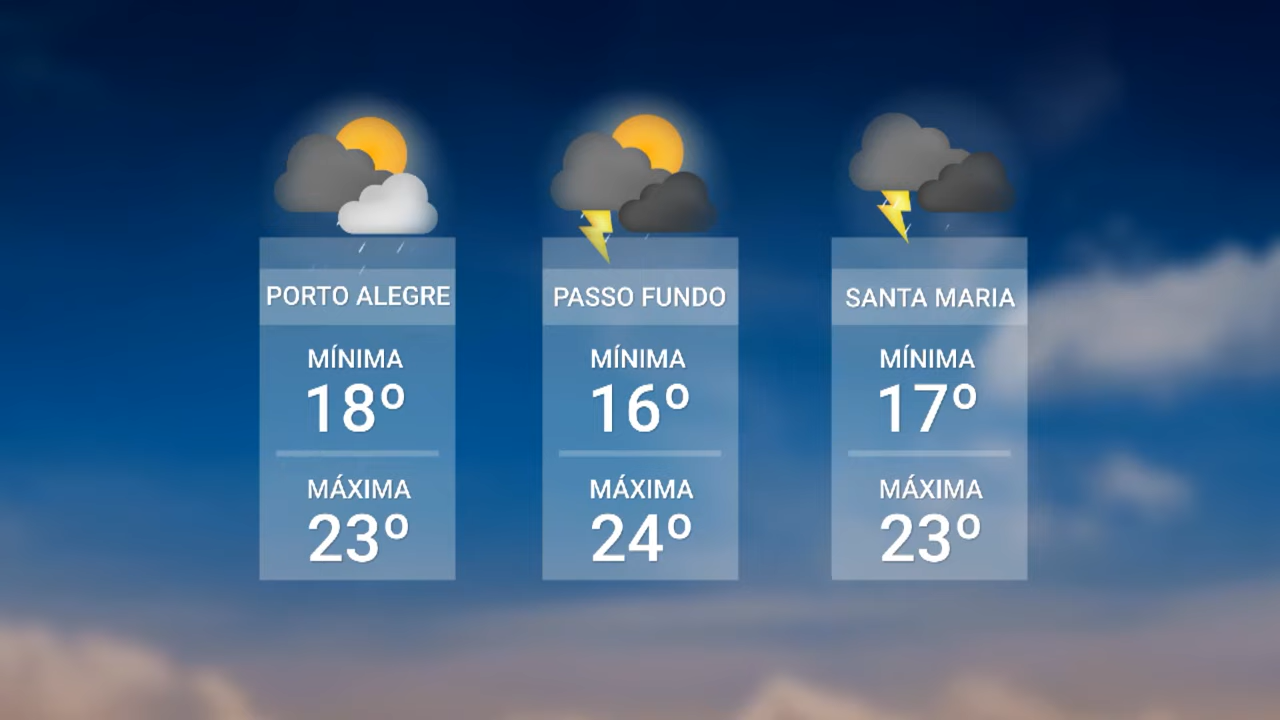 PORTO ALEGRE
MÍNIMA
18º
MÁXIMA
23º
PASSO FUNDO
MÍNIMA
16º
MÁXIMA
24º
SANTA MARIA
MÍNIMA
17º
MÁXIMA
23º